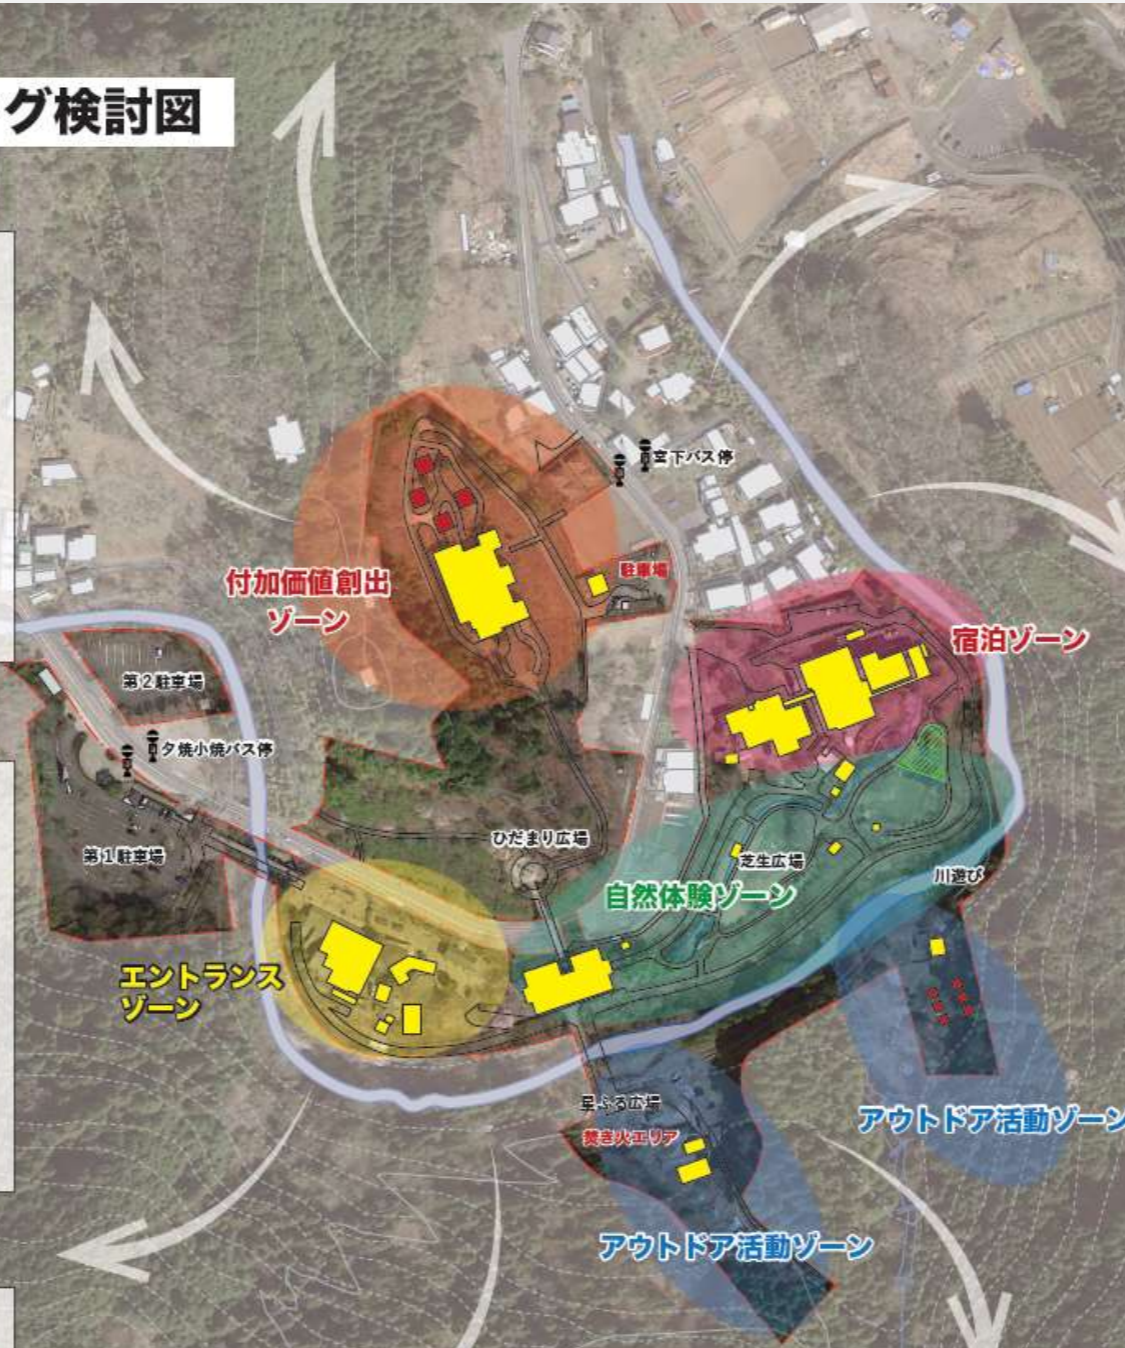 グ検討図
宮下バス停
駐車場
付加価値創出
ゾーン
宿泊ゾーン
第2駐車場
夕焼小焼バス停
ひだまり広場
第1駐車場
芝生広場
川遊び
自然体験ゾーン
エントランス
ゾーン
星ふる広場
焚き火エリア
アウトドア活動ゾーン
アウトドア活動ゾーン